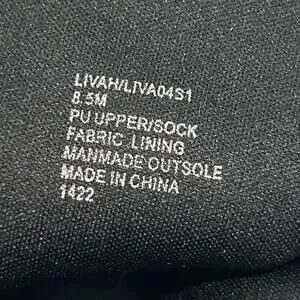 LIVAH/LIVA04S1
8.5M
PU UPPER/SOCK
FABRIC LINING
MANMADE OUTSOLE
MADE IN CHINA
1422